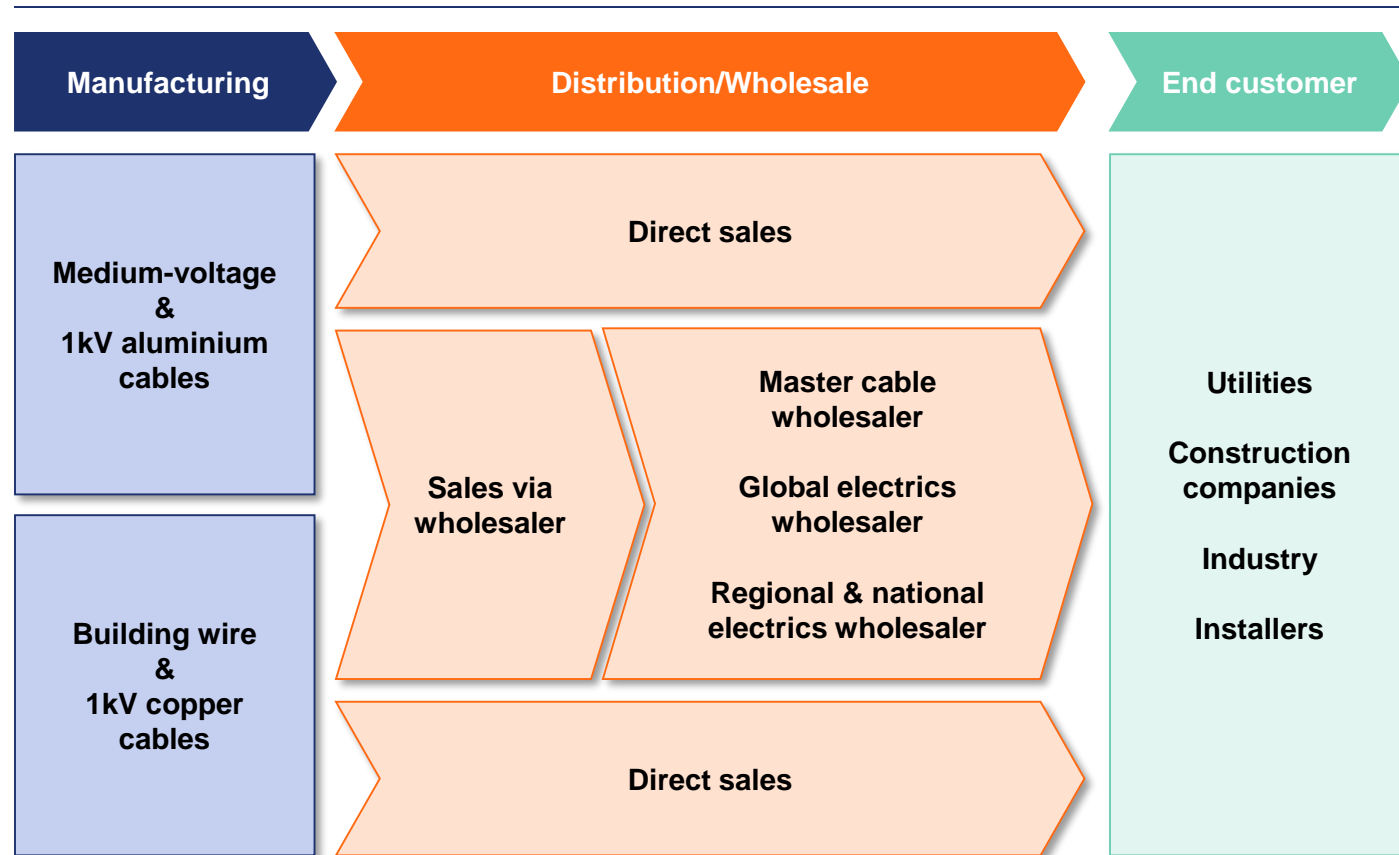 Manufacturing
Distribution/Wholesale
End customer
Medium-voltage
&
1kV aluminium
cables
Building wire
&
1kV copper
cables
Direct sales
Sales via
wholesaler
Master cable
wholesaler
Global electrics
wholesaler
Regional & national
electrics wholesaler
Direct sales
Utilities
Construction
companies
Industry
Installers